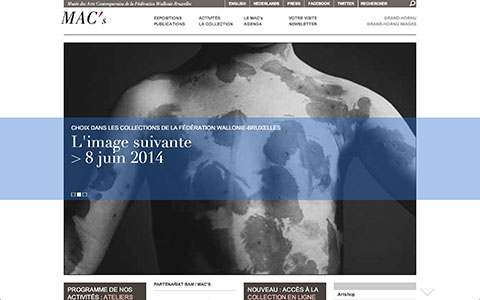 Musée des Arts Contemporains de la Fédération Wallonie-Bruxelles
ENGLISH NEDERLANDS PRESS FACEBOOK TWITTER RECHERCHER
MAC's
EXPOSITIONS ACTIVITÉS LE MAC's VOTRE VISITE GRAND-HORNU
PUBLICATIONS LA COLLECTION AGENDA NEWSLETTER GRAND-HORNU IMAGES
CHOIX DANS LES COLLECTIONS DE LA FÉDÉRATION WALLONIE-BRUXELLES
L'image suivante
> 8 juin 2014
PROGRAMME DE NOS
ACTIVITÉS : ATELIERS
PARTENARIAT BAM / MAC'S
NOUVEAU : ACCÈS À LA
COLLECTION EN LIGNE
Artshop